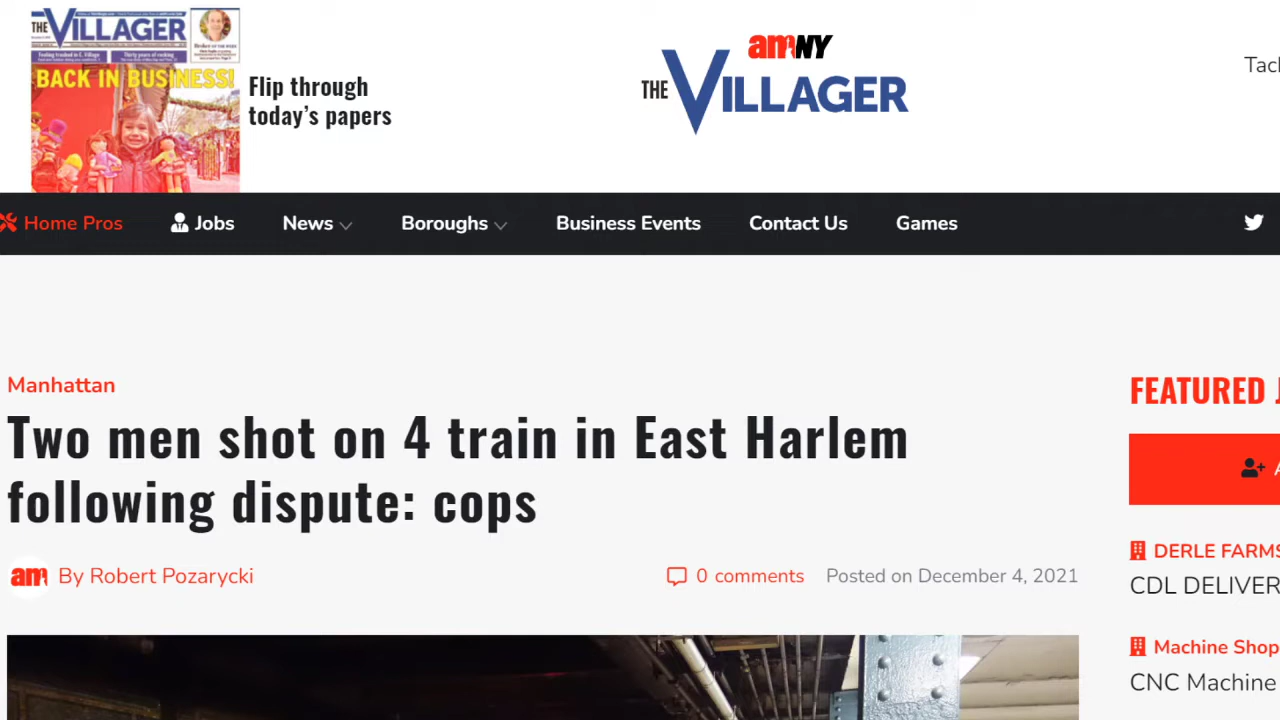 THE VILLAGER
BACK IN BUSINESS!
Flip through
today’s papers
amNY
THE VILLAGER
Home Pros
Jobs
News
Boroughs
Business Events
Contact Us
Games
Manhattan
Two men shot on 4 train in East Harlem
following dispute: cops
am
By Robert Pozarycki
0 comments
Posted on December 4, 2021
FEATURED
DERLE FARMS
CDL DELIVER
Machine Shop
CNC Machine